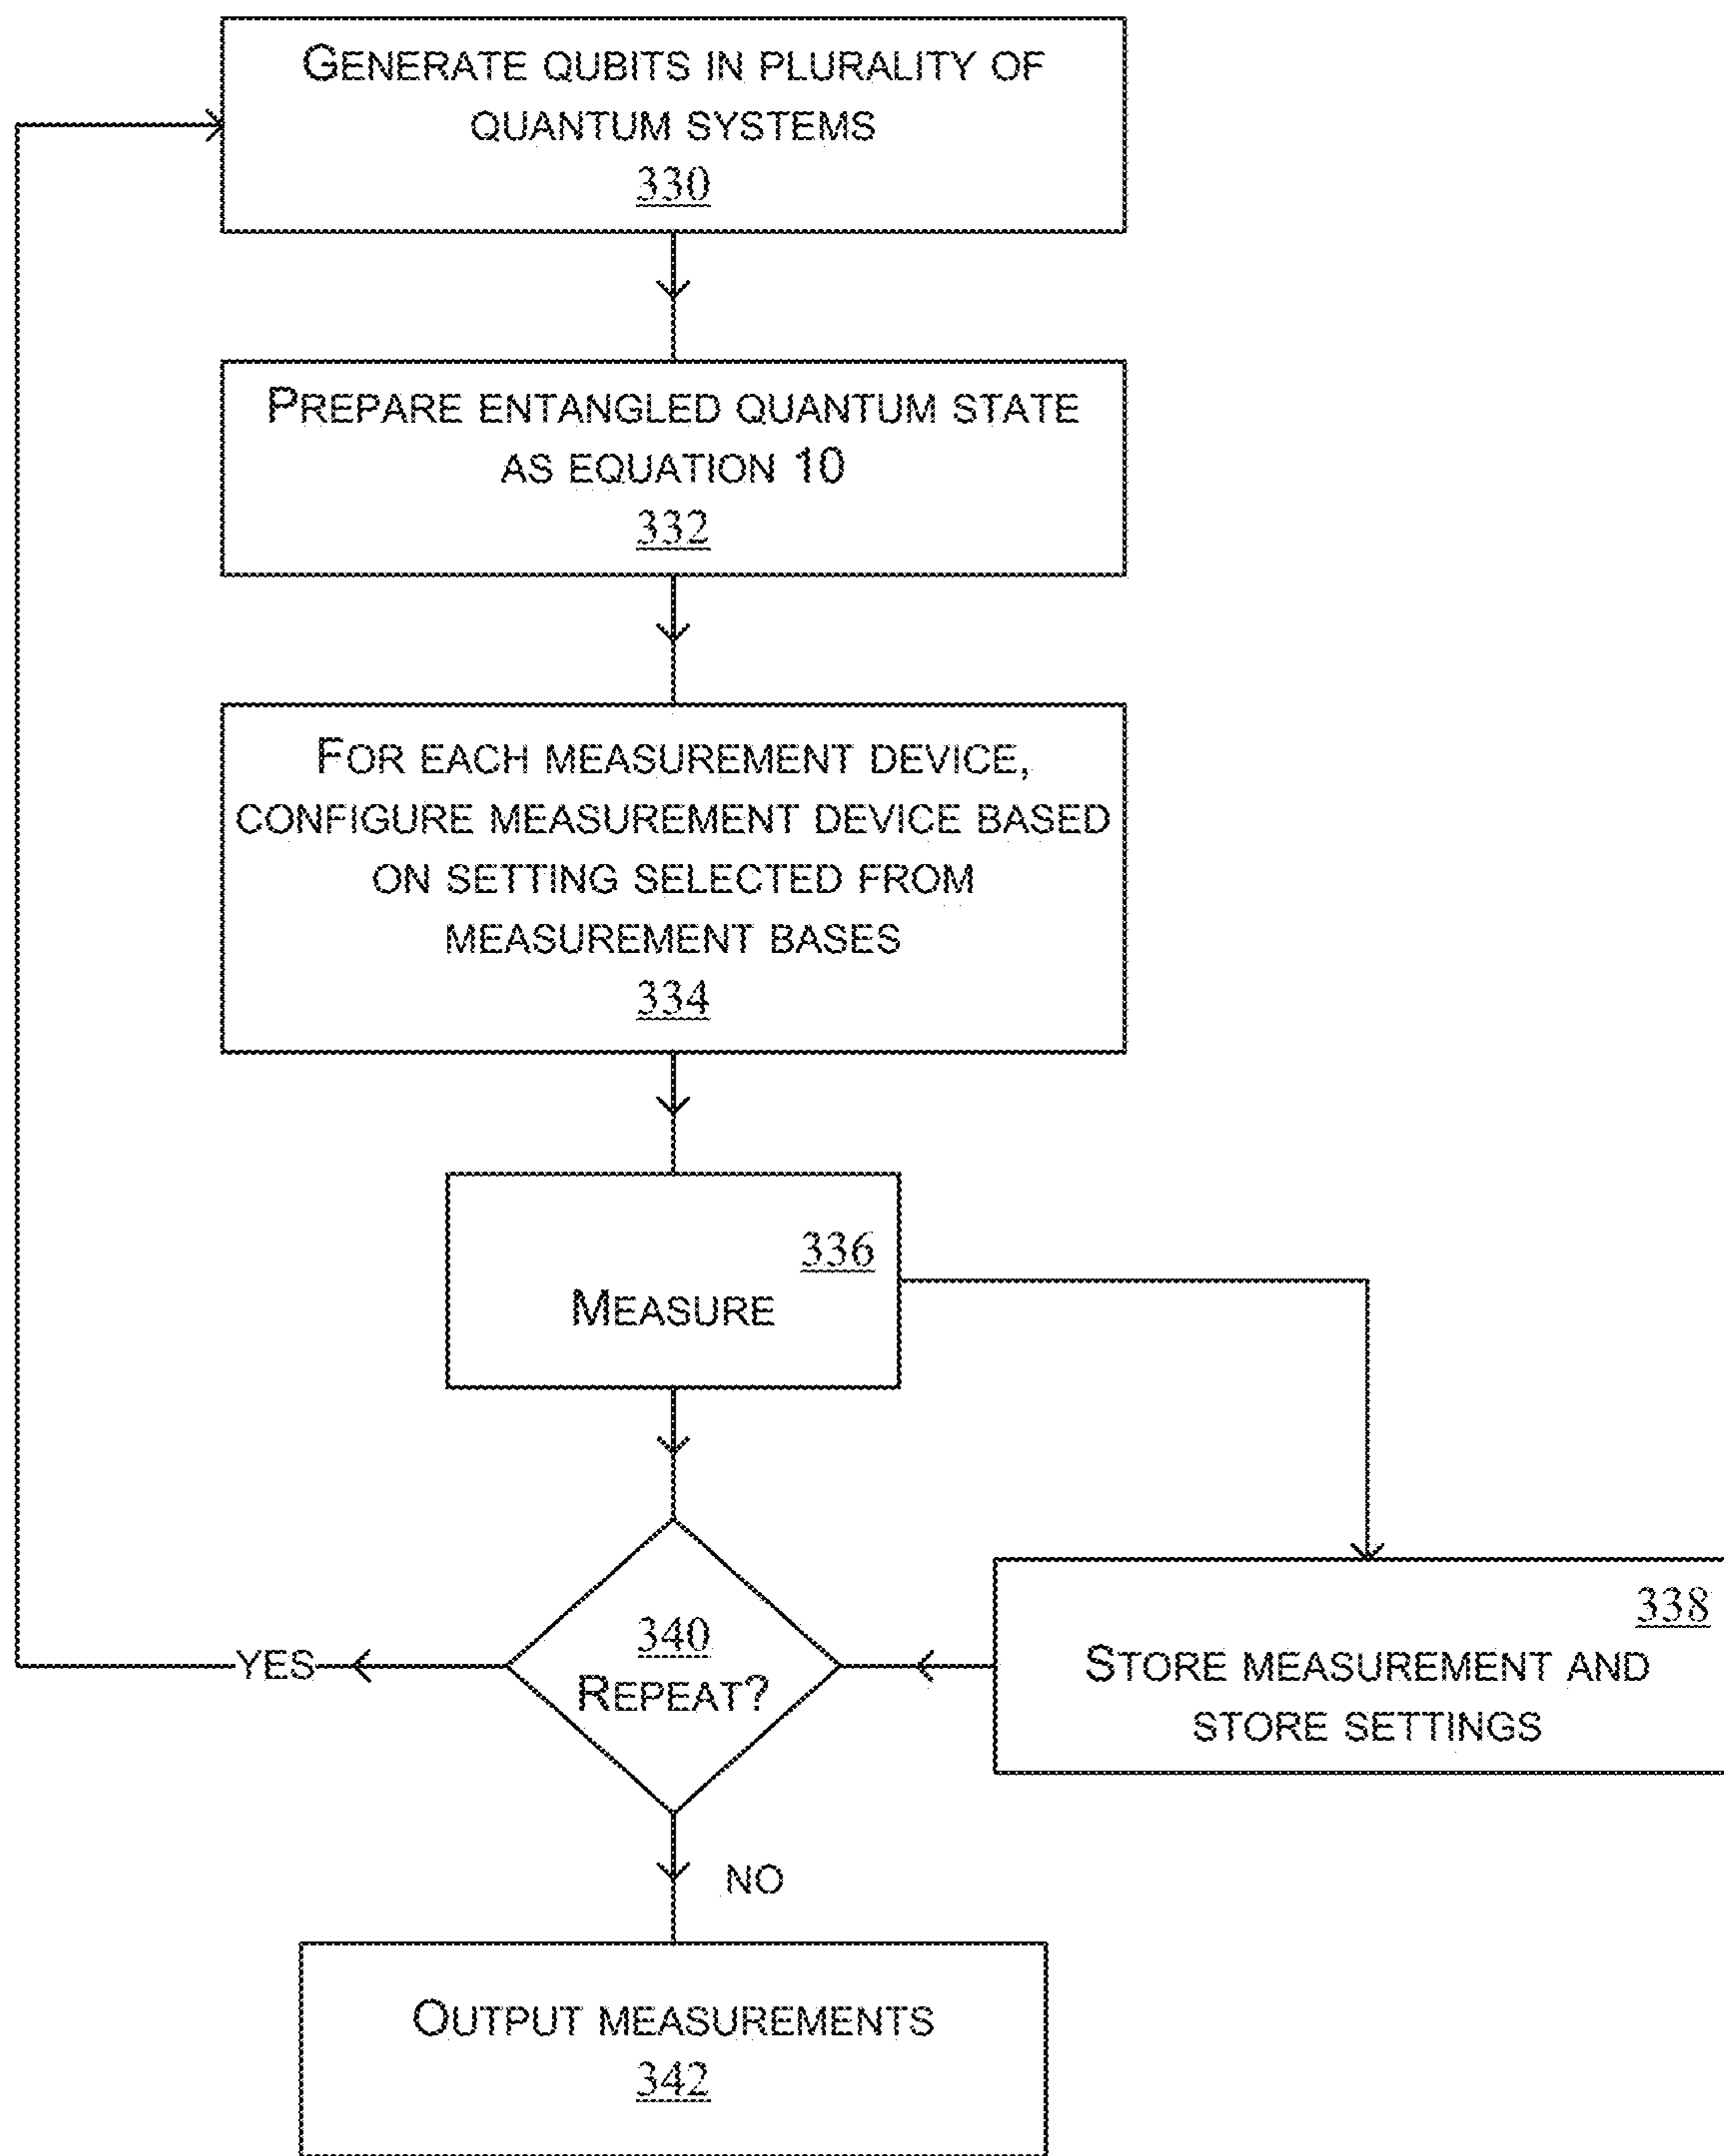 GENERATE QUBITS IN PLURALITY OF
QUANTUM SYSTEMS
330
PREPARE ENTANGLED QUANTUM STATE
AS EQUATION 10
332
FOR EACH MEASUREMENT DEVICE,
CONFIGURE MEASUREMENT DEVICE BASED
ON SETTING SELECTED FROM
MEASUREMENT BASES
334
336
MEASURE
338
STORE MEASUREMENT AND
STORE SETTINGS
340
REPEAT?
YES
NO
OUTPUT MEASUREMENTS
342